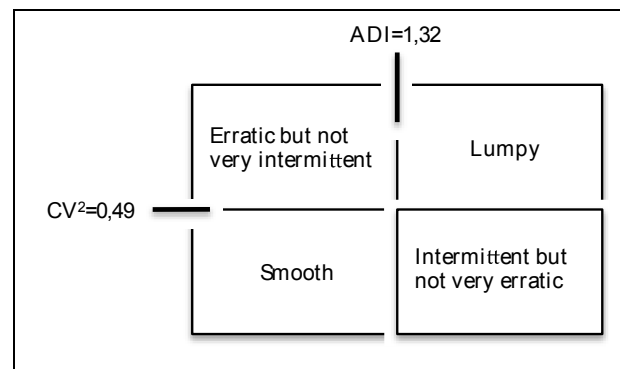 ADI=1,32
Erratic but not
very intermittent
Lumpy
CV²=0,49
Smooth
Intermittent but
not very erratic